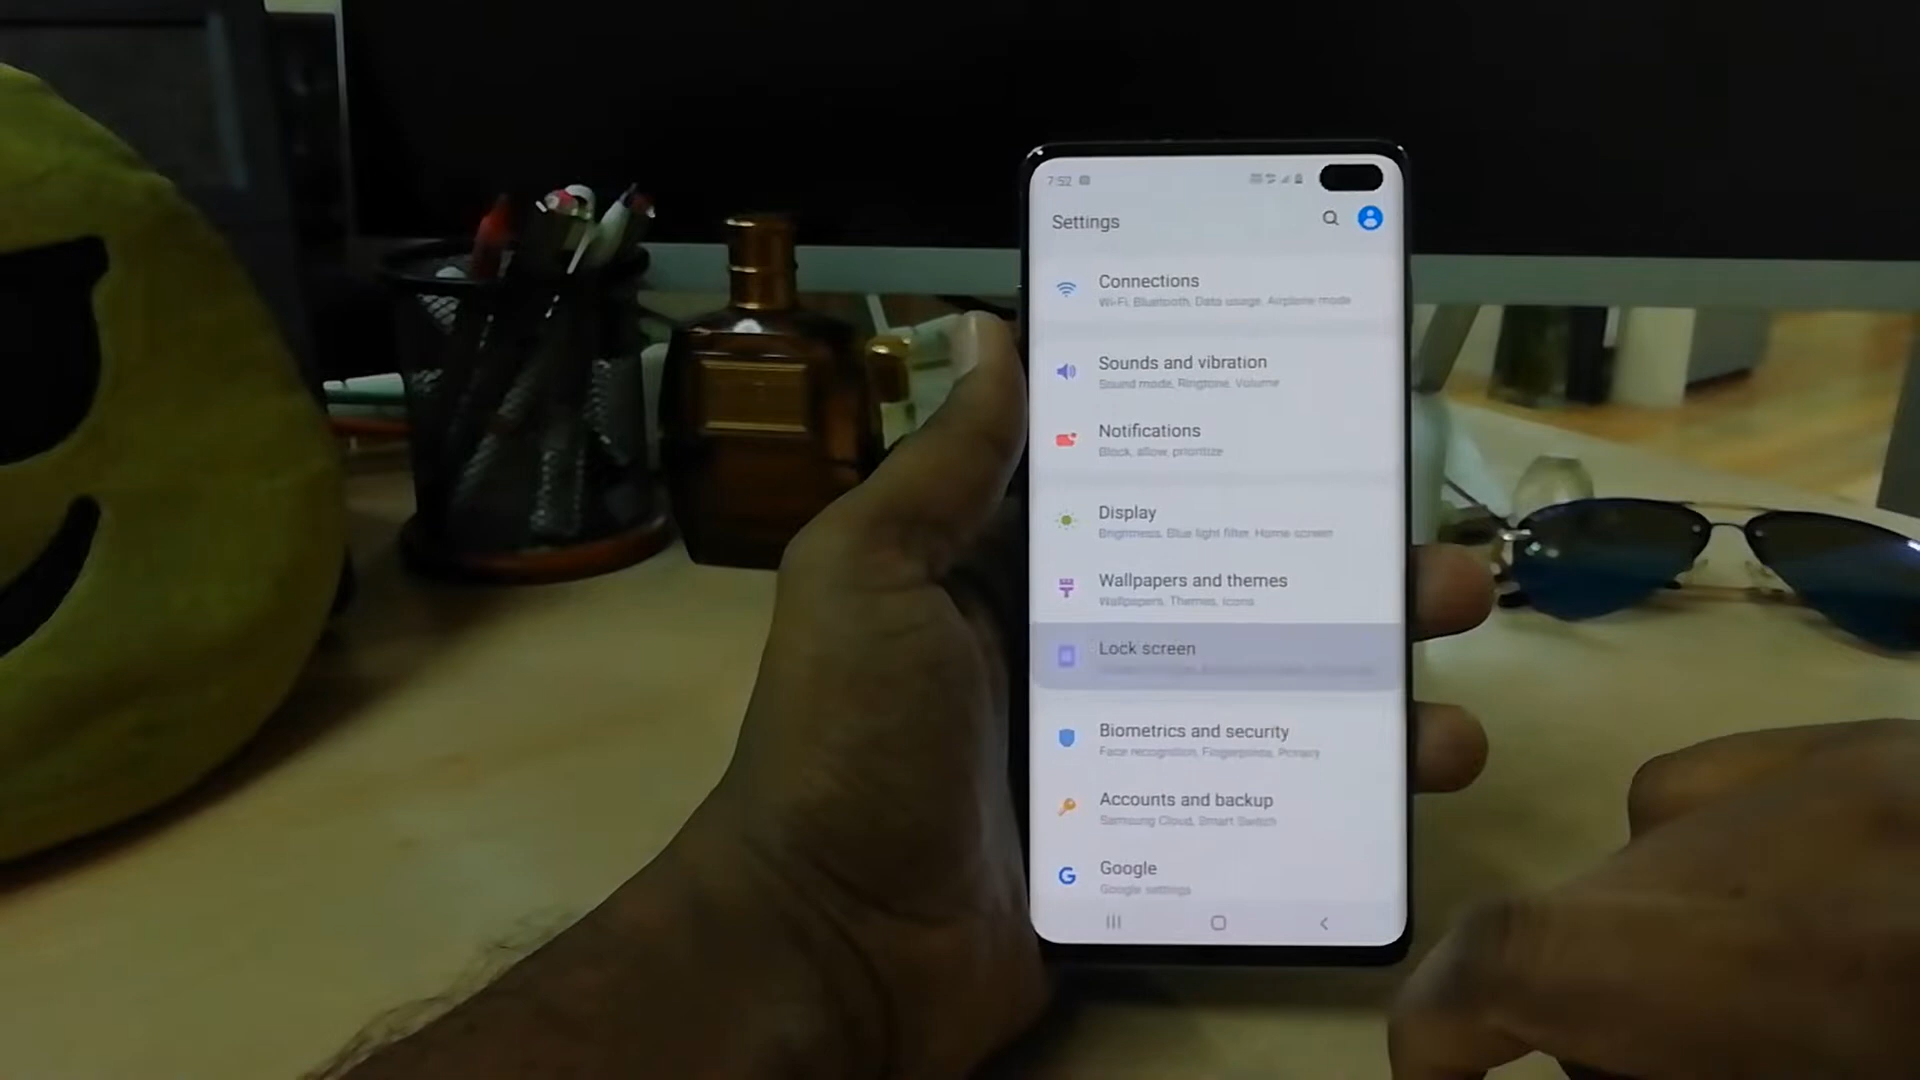 7:52
Settings
Connections
Wi-Fi, Bluetooth, Data usage, Airplane mode
Sounds and vibration
Sound mode, Ringtone, Volume
Notifications
Block, allow, prioritize
Display
Brightness, Blue light filter, Home screen
Wallpapers and themes
Wallpapers, Themes, Icons
Lock screen
Biometrics and security
Face recognition, Fingerprints, Privacy
Accounts and backup
Samsung Cloud, Smart Switch
Google
Google settings